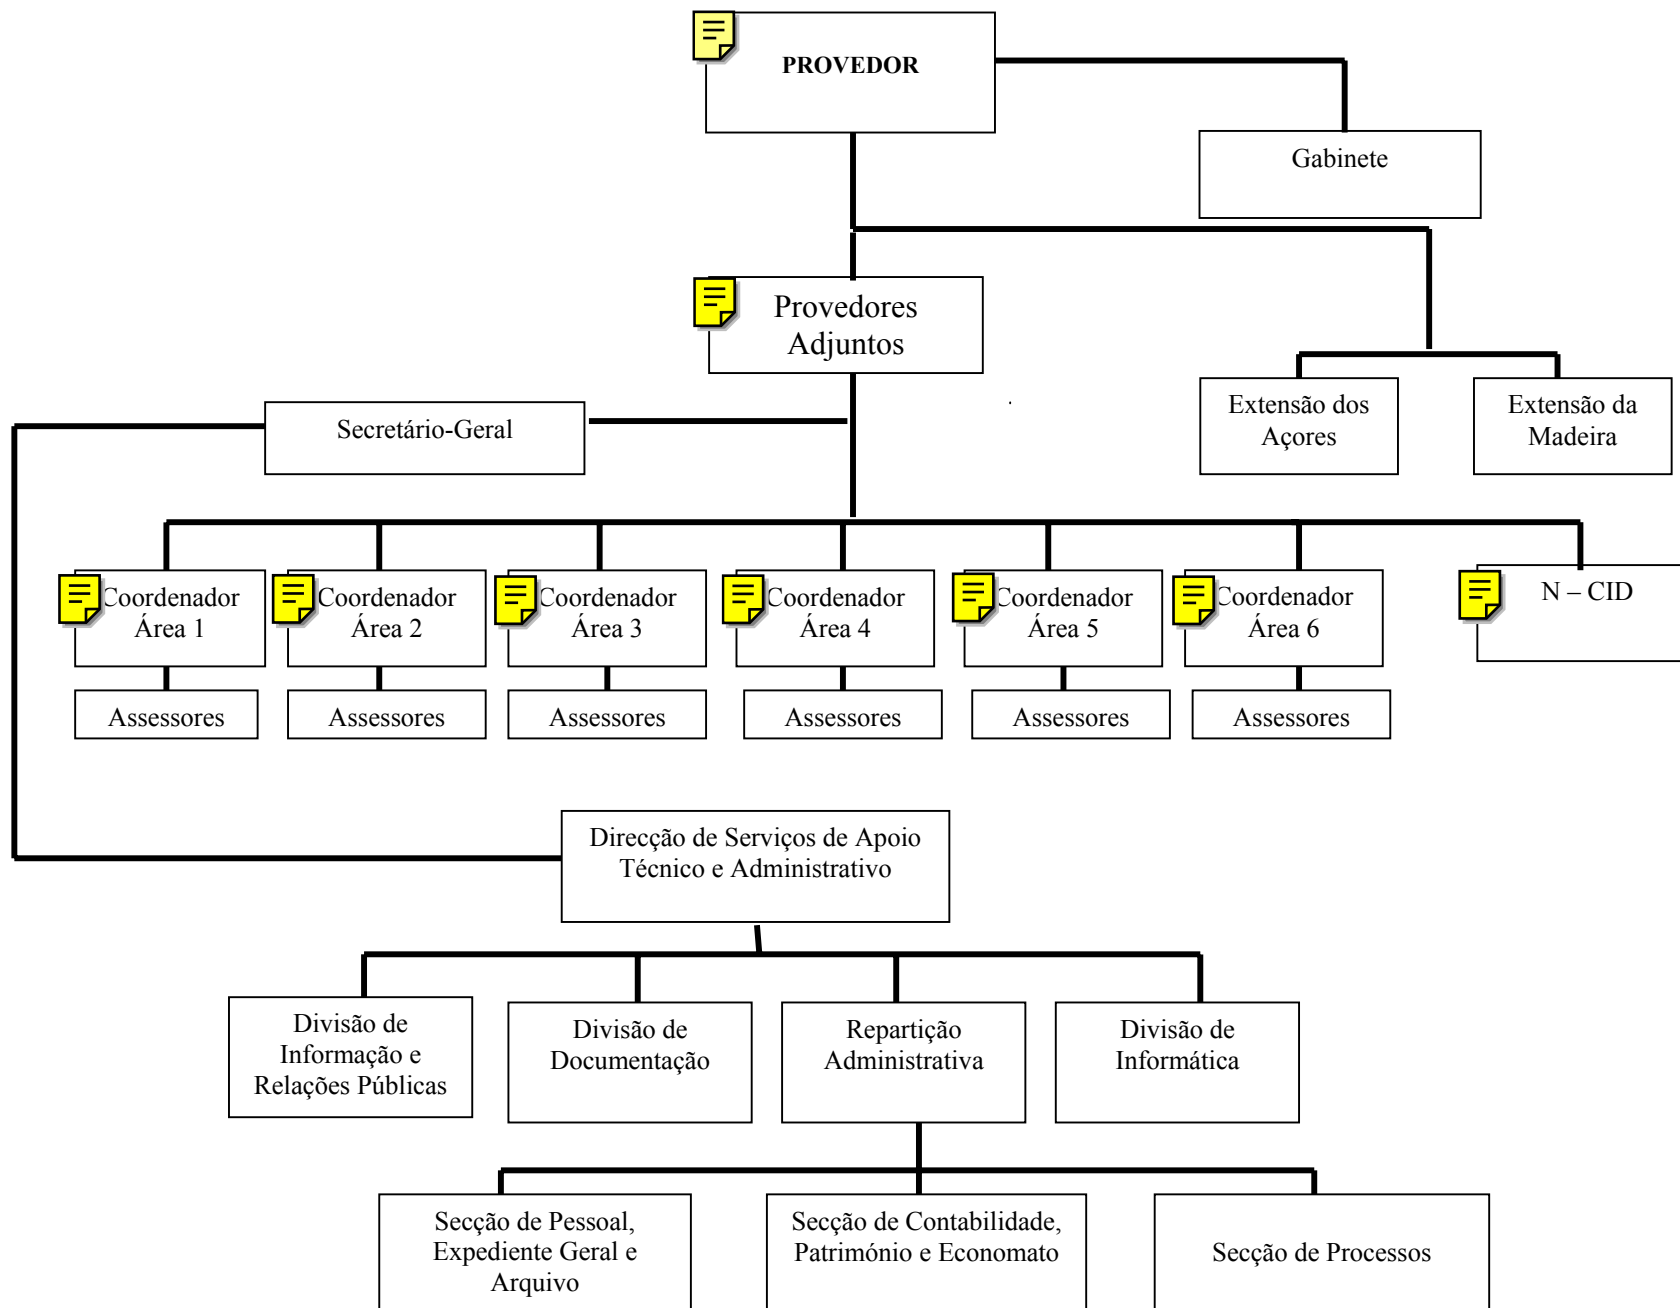 PROVEDOR
Gabinete
Provedores
Adjuntos
Secretário-Geral
Extensão dos
Açores
Extensão da
Madeira
Coordenador
Área 1
Coordenador
Área 2
Coordenador
Área 3
Coordenador
Área 4
Coordenador
Área 5
Coordenador
Área 6
N – CID
Assessores
Assessores
Assessores
Assessores
Assessores
Assessores
Direcção de Serviços de Apoio
Técnico e Administrativo
Divisão de
Informação e
Relações Públicas
Divisão de
Documentação
Repartição
Administrativa
Divisão de
Informática
Secção de Pessoal,
Expediente Geral e
Arquivo
Secção de Contabilidade,
Património e Economato
Secção de Processos